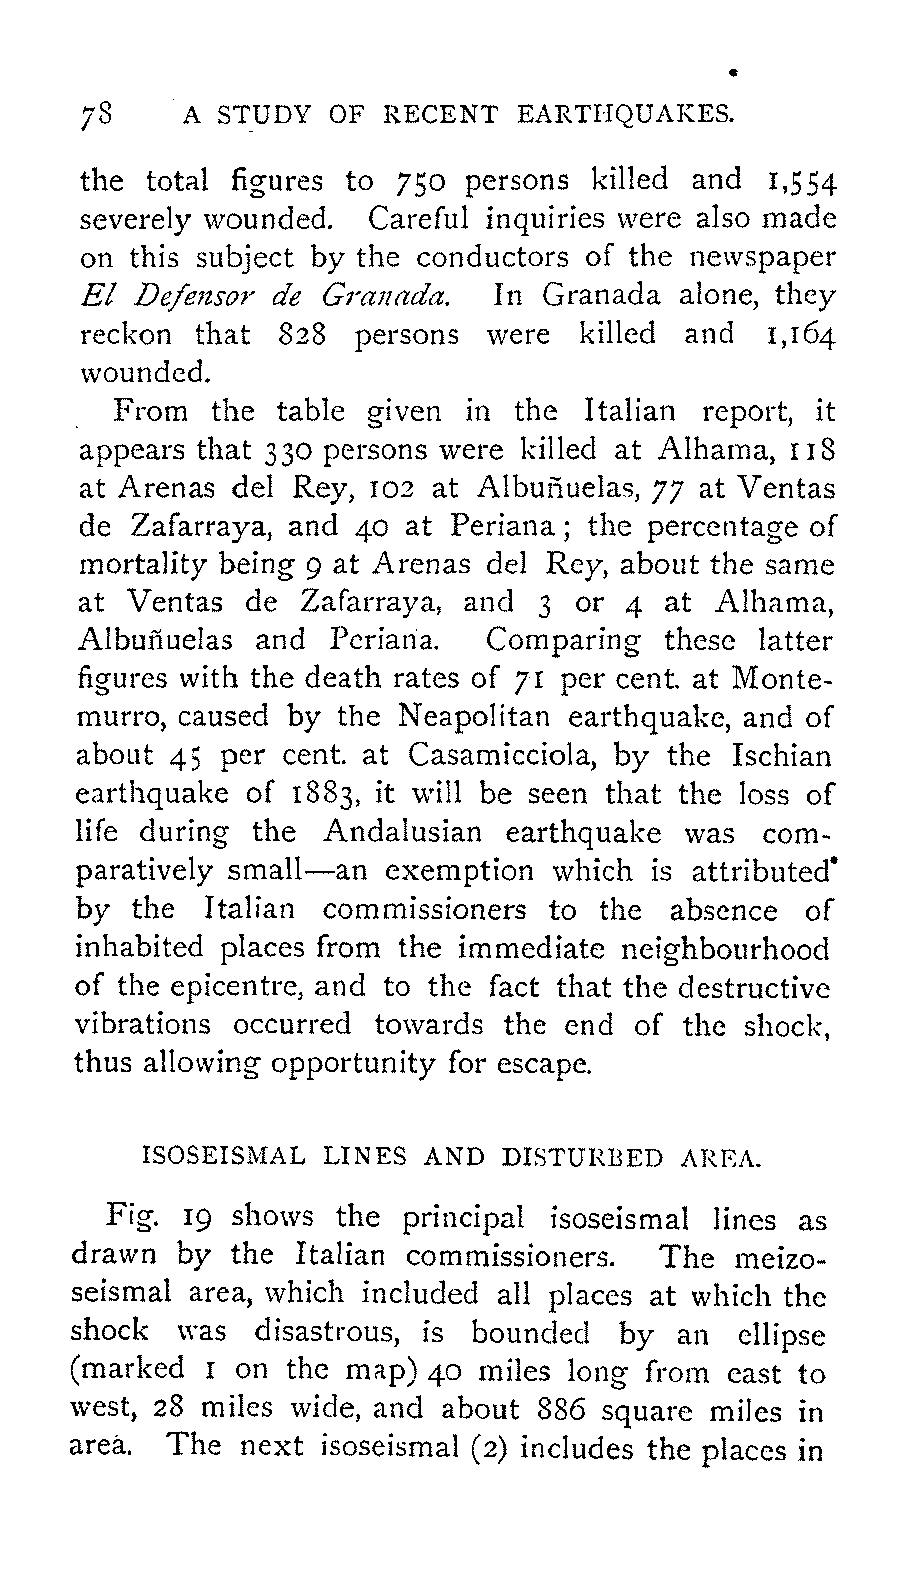 78 A STUDY OF RECENT EARTHQUAKES.
the total figures to 750 persons killed and 1,554
severely wounded. Careful inquiries were also made
on this subject by the conductors of the newspaper
El Defensor de Granada. In Granada alone, they
reckon that 828 persons were killed and 1,164
wounded.
From the table given in the Italian report, it
appears that 330 persons were killed at Alhama, 118
at Arenas del Rey, 102 at Albuñuelas, 77 at Ventas
de Zafarraya, and 40 at Periana; the percentage of
mortality being 9 at Arenas del Rey, about the same
at Ventas de Zafarraya, and 3 or 4 at Alhama,
Albuñuelas and Periana. Comparing these latter
figures with the death rates of 71 per cent. at Monte-
murro, caused by the Neapolitan earthquake, and of
about 45 per cent. at Casamicciola, by the Ischian
earthquake of 1883, it will be seen that the loss of
life during the Andalusian earthquake was com-
paratively small—an exemption which is attributed
by the Italian commissioners to the absence of
inhabited places from the immediate neighbourhood
of the epicentre, and to the fact that the destructive
vibrations occurred towards the end of the shock,
thus allowing opportunity for escape.
ISOSEISMAL LINES AND DISTURBED AREA.
Fig. 19 shows the principal isoseismal lines as
drawn by the Italian commissioners. The meizo-
seismal area, which included all places at which the
shock was disastrous, is bounded by an ellipse
(marked 1 on the map) 40 miles long from east to
west, 28 miles wide, and about 886 square miles in
area. The next isoseismal (2) includes the places in